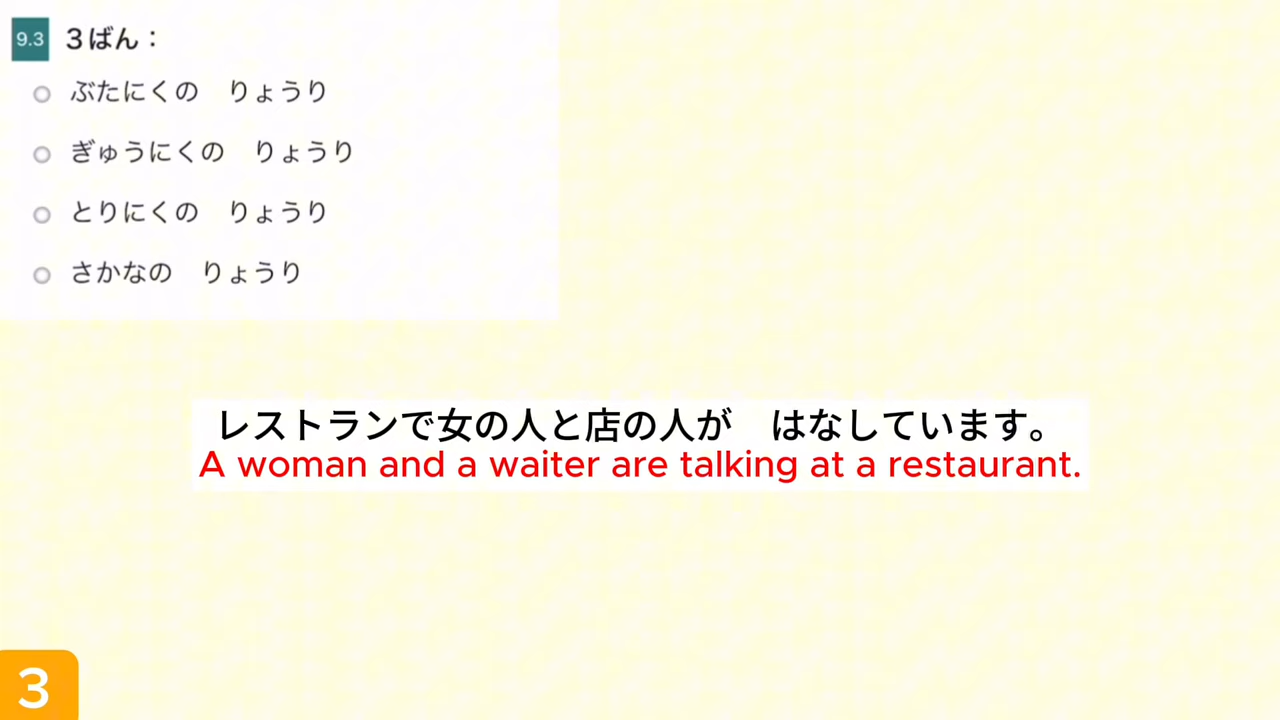 9.3 3ばん：
ぶたにくの　りょうり
ぎゅうにくの　りょうり
とりにくの　りょうり
さかなの　りょうり
レストランで女の人と店の人が　はなしています。
A woman and a waiter are talking at a restaurant.
3